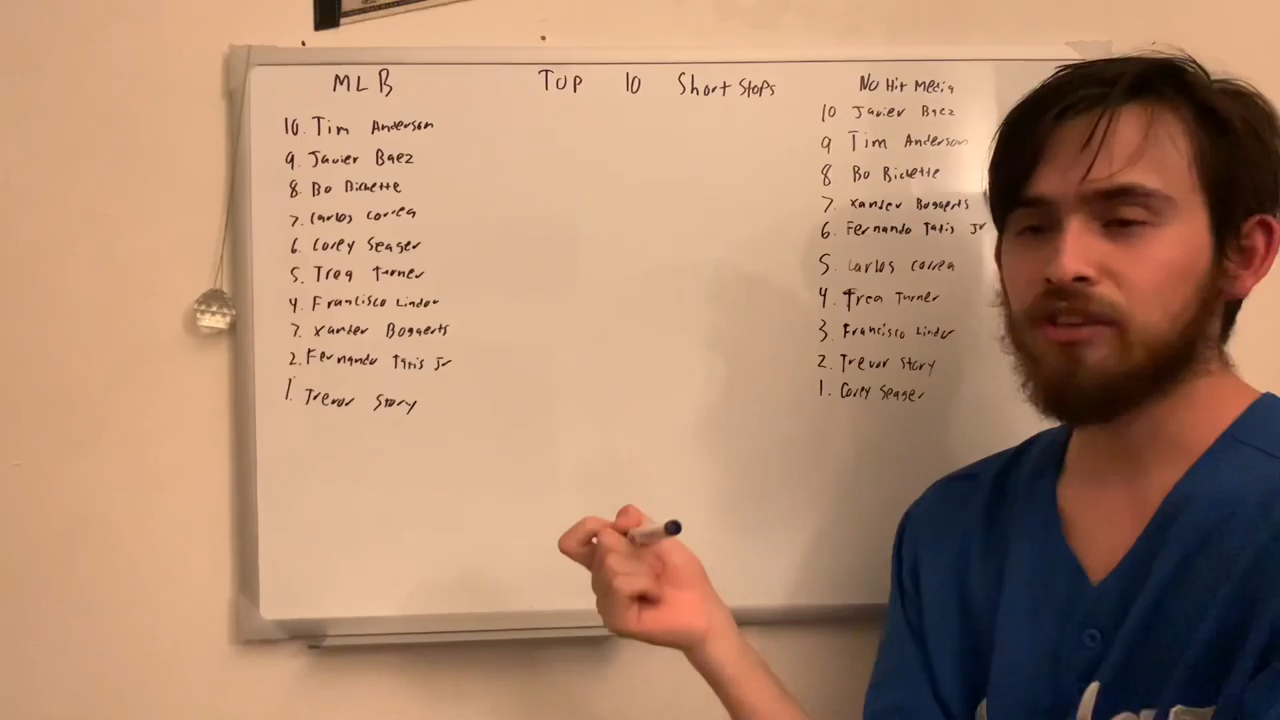 MLB
TOP 10 Short Stops
No Hit Media
10. Tim Anderson
9. Javier Baez
8. Bo Bichette
7. Carlos Correa
6. Corey Seager
5. Trea Turner
4. Francisco Lindor
3. Xander Bogaerts
2. Fernando Tatis Jr
1. Trevor Story
10 Javier Baez
9 Tim Anderson
8 Bo Bichette
7. Xander Boggerts
6. Fernando Tatis Jr
5. Carlos Correa
4. Trea Turner
3. Francisco Lindor
2. Trevor Story
1. Corey Seager